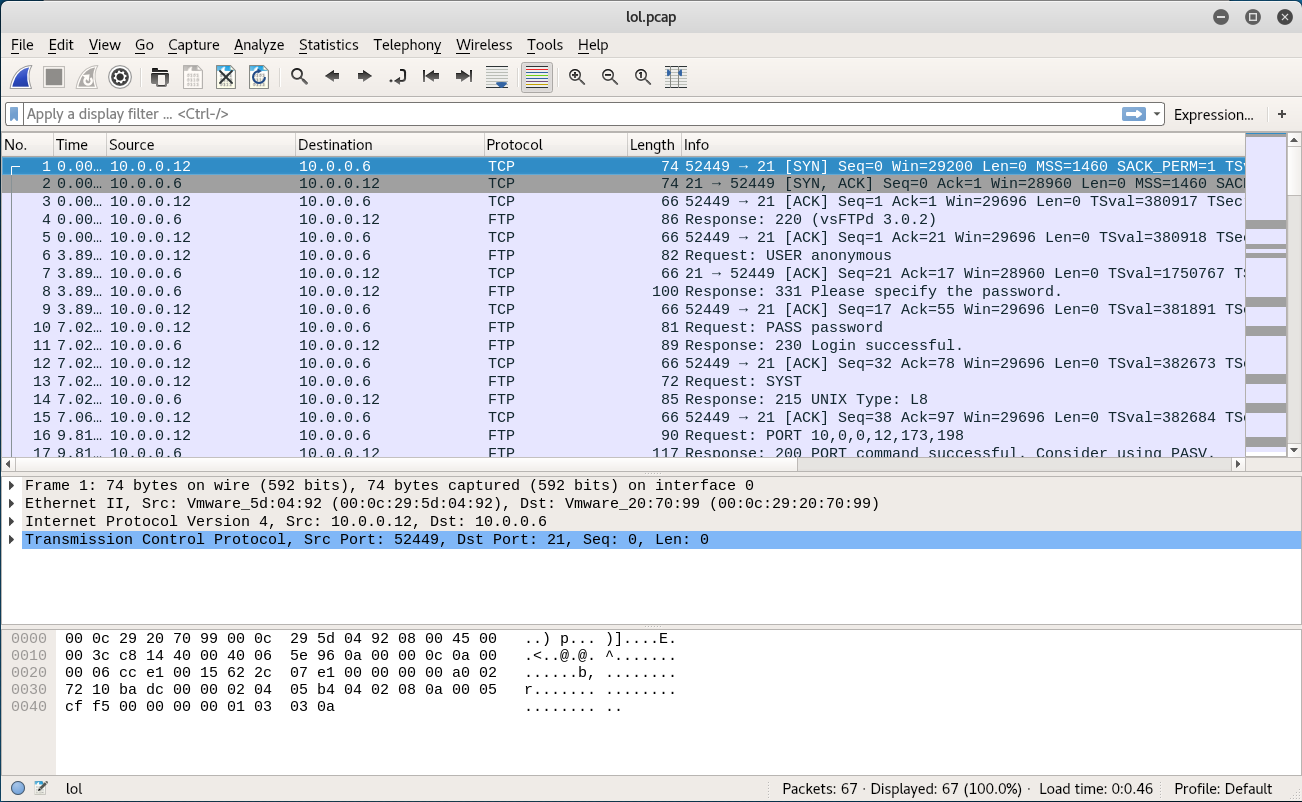 lol.pcap
File Edit View Go Capture Analyze Statistics Telephony Wireless Tools Help
Apply a display filter ... <Ctrl-/> Expression... +
No. Time Source Destination Protocol Length Info
1 0.00… 10.0.0.12 10.0.0.6 TCP 74 52449 → 21 [SYN] Seq=0 Win=29200 Len=0 MSS=1460 SACK_PERM=1 TS
2 0.00… 10.0.0.6 10.0.0.12 TCP 74 21 → 52449 [SYN, ACK] Seq=0 Ack=1 Win=28960 Len=0 MSS=1460 SAC
3 0.00… 10.0.0.12 10.0.0.6 TCP 66 52449 → 21 [ACK] Seq=1 Ack=1 Win=29696 Len=0 TSval=380917 TSec
4 0.00… 10.0.0.6 10.0.0.12 FTP 86 Response: 220 (vsFTPd 3.0.2)
5 0.00… 10.0.0.12 10.0.0.6 TCP 66 52449 → 21 [ACK] Seq=1 Ack=21 Win=29696 Len=0 TSval=380918 TSe
6 3.89… 10.0.0.12 10.0.0.6 FTP 82 Request: USER anonymous
7 3.89… 10.0.0.6 10.0.0.12 TCP 66 21 → 52449 [ACK] Seq=21 Ack=17 Win=28960 Len=0 TSval=1750767 TS
8 3.89… 10.0.0.6 10.0.0.12 FTP 100 Response: 331 Please specify the password.
9 3.89… 10.0.0.12 10.0.0.6 TCP 66 52449 → 21 [ACK] Seq=17 Ack=55 Win=29696 Len=0 TSval=381891 TSe
10 7.02… 10.0.0.12 10.0.0.6 FTP 81 Request: PASS password
11 7.02… 10.0.0.6 10.0.0.12 FTP 89 Response: 230 Login successful.
12 7.02… 10.0.0.12 10.0.0.6 TCP 66 52449 → 21 [ACK] Seq=32 Ack=78 Win=29696 Len=0 TSval=382673 TSe
13 7.02… 10.0.0.12 10.0.0.6 FTP 72 Request: SYST
14 7.02… 10.0.0.6 10.0.0.12 FTP 85 Response: 215 UNIX Type: L8
15 7.06… 10.0.0.12 10.0.0.6 TCP 66 52449 → 21 [ACK] Seq=38 Ack=97 Win=29696 Len=0 TSval=382684 TSe
16 9.81… 10.0.0.12 10.0.0.6 FTP 90 Request: PORT 10,0,0,12,173,198
17 9.81… 10.0.0.6 10.0.0.12 FTP 117 Response: 200 PORT command successful. Consider using PASV.
Frame 1: 74 bytes on wire (592 bits), 74 bytes captured (592 bits) on interface 0
Ethernet II, Src: Vmware_5d:04:92 (00:0c:29:5d:04:92), Dst: Vmware_20:70:99 (00:0c:29:20:70:99)
Internet Protocol Version 4, Src: 10.0.0.12, Dst: 10.0.0.6
Transmission Control Protocol, Src Port: 52449, Dst Port: 21, Seq: 0, Len: 0
0000 00 0c 29 20 70 99 00 0c 29 5d 04 92 08 00 45 00 ..) p... )]....E.
0010 00 3c c8 14 40 00 40 06 5e 96 0a 00 00 0c 0a 00 .<..@.@. ^.......
0020 00 06 cc e1 00 15 62 2c 07 e1 00 00 00 00 a0 02 ......b, ........
0030 72 10 ba dc 00 00 02 04 05 b4 04 02 08 0a 00 05 r....... ........
0040 cf f5 00 00 00 00 01 03 03 0a ........ ..
lol Packets: 67 · Displayed: 67 (100.0%) · Load time: 0:0.46 Profile: Default